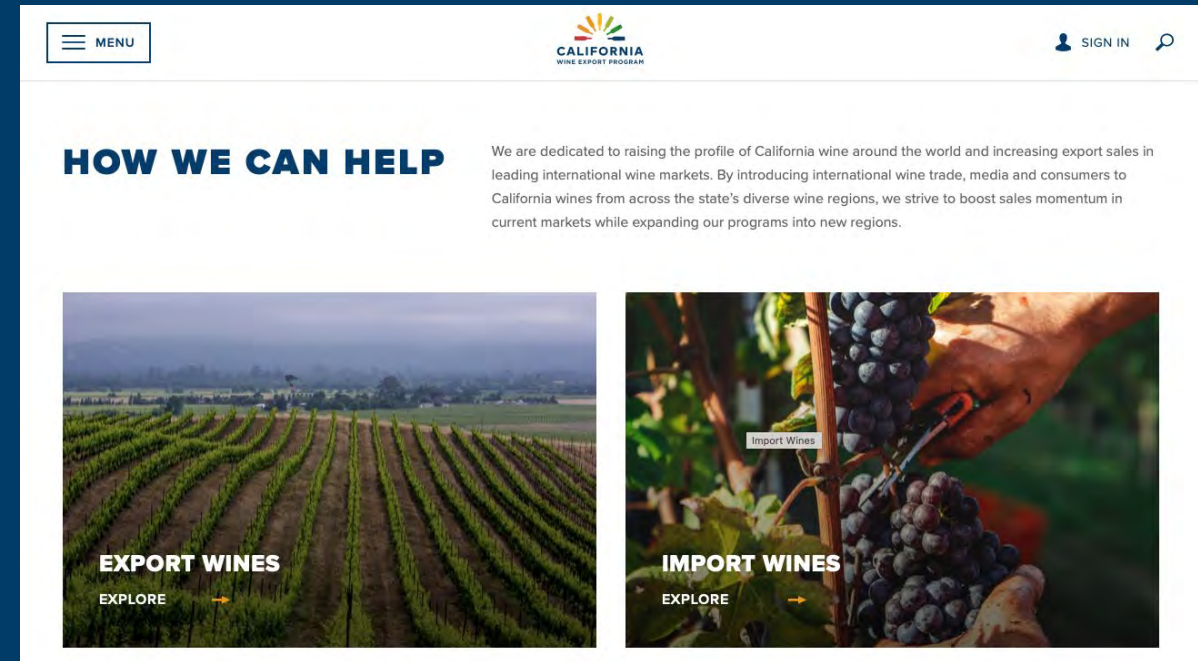 MENU
CALIFORNIA
WINE EXPORT PROGRAM
SIGN IN
HOW WE CAN HELP
We are dedicated to raising the profile of California wine around the world and increasing export sales in
leading international wine markets. By introducing international wine trade, media and consumers to
California wines from across the state's diverse wine regions, we strive to boost sales momentum in
current markets while expanding our programs into new regions.
EXPORT WINES
EXPLORE
Import Wines
IMPORT WINES
EXPLORE